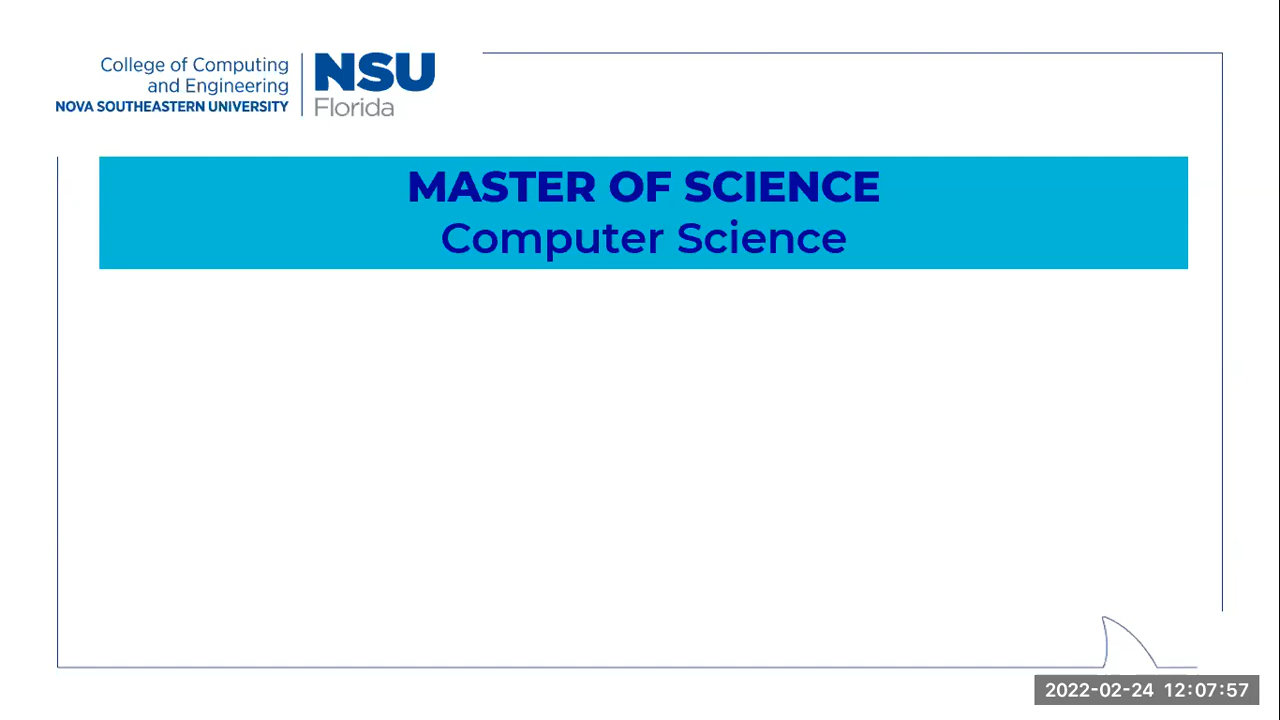 College of Computing
and Engineering
NOVA SOUTHEASTERN UNIVERSITY
NSU
Florida
MASTER OF SCIENCE
Computer Science
2022-02-24 12:07:57